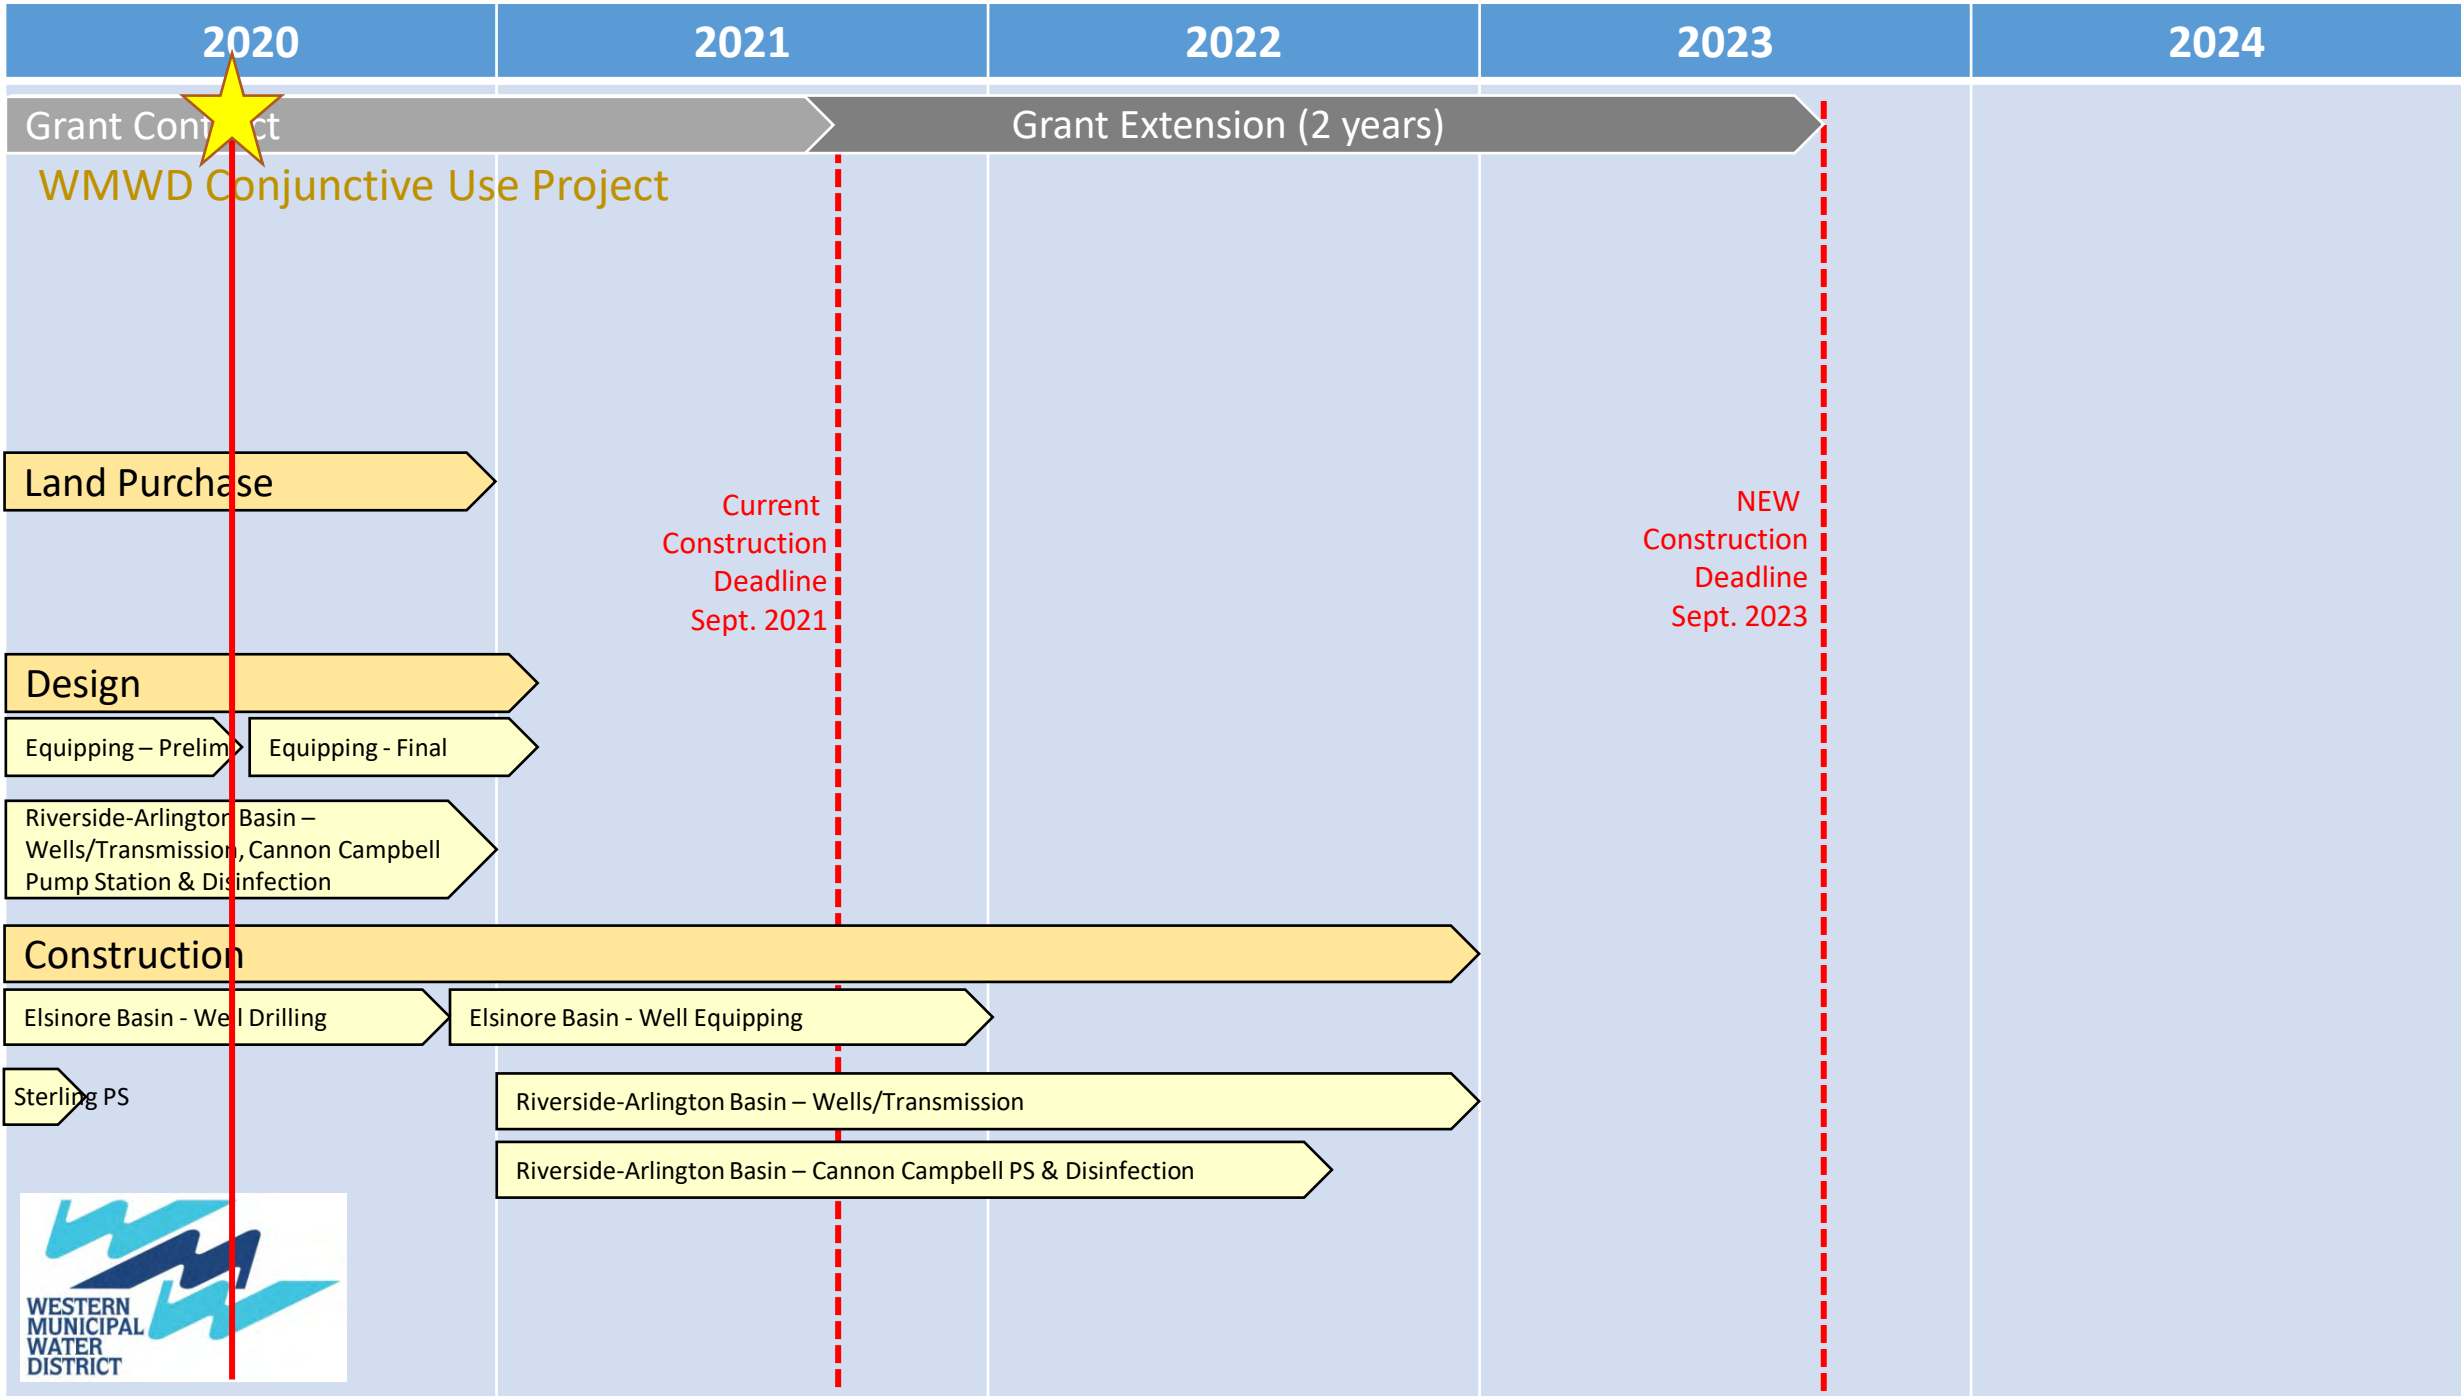 2020
2021
2022
2023
2024
Grant Contract
Grant Extension (2 years)
WMWD Conjunctive Use Project
Land Purchase
Current
Construction
Deadline
Sept. 2021
NEW
Construction
Deadline
Sept. 2023
Design
Equipping – Prelim
Equipping - Final
Riverside-Arlington Basin –
Wells/Transmission, Cannon Campbell
Pump Station & Disinfection
Construction
Elsinore Basin - Well Drilling
Elsinore Basin - Well Equipping
Sterling PS
Riverside-Arlington Basin – Wells/Transmission
Riverside-Arlington Basin – Cannon Campbell PS & Disinfection
WESTERN
MUNICIPAL
WATER
DISTRICT